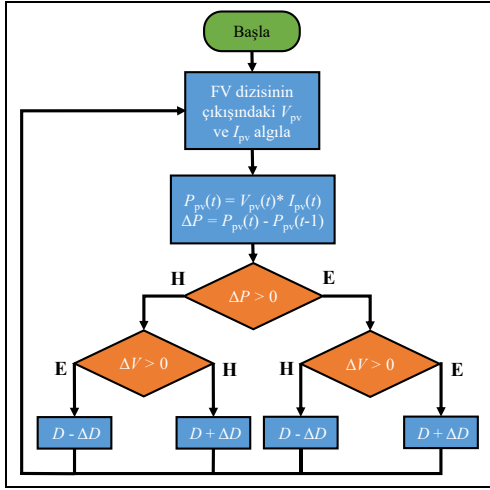 Başla
FV dizisinin
çıkışındaki Vpv
ve Ipv algıla
Ppv(t) = Vpv(t)* Ipv(t)
ΔP = Ppv(t) - Ppv(t-1)
H
E
ΔP > 0
E
ΔV > 0
H
H
ΔV > 0
E
D - ΔD
D + ΔD
D - ΔD
D + ΔD